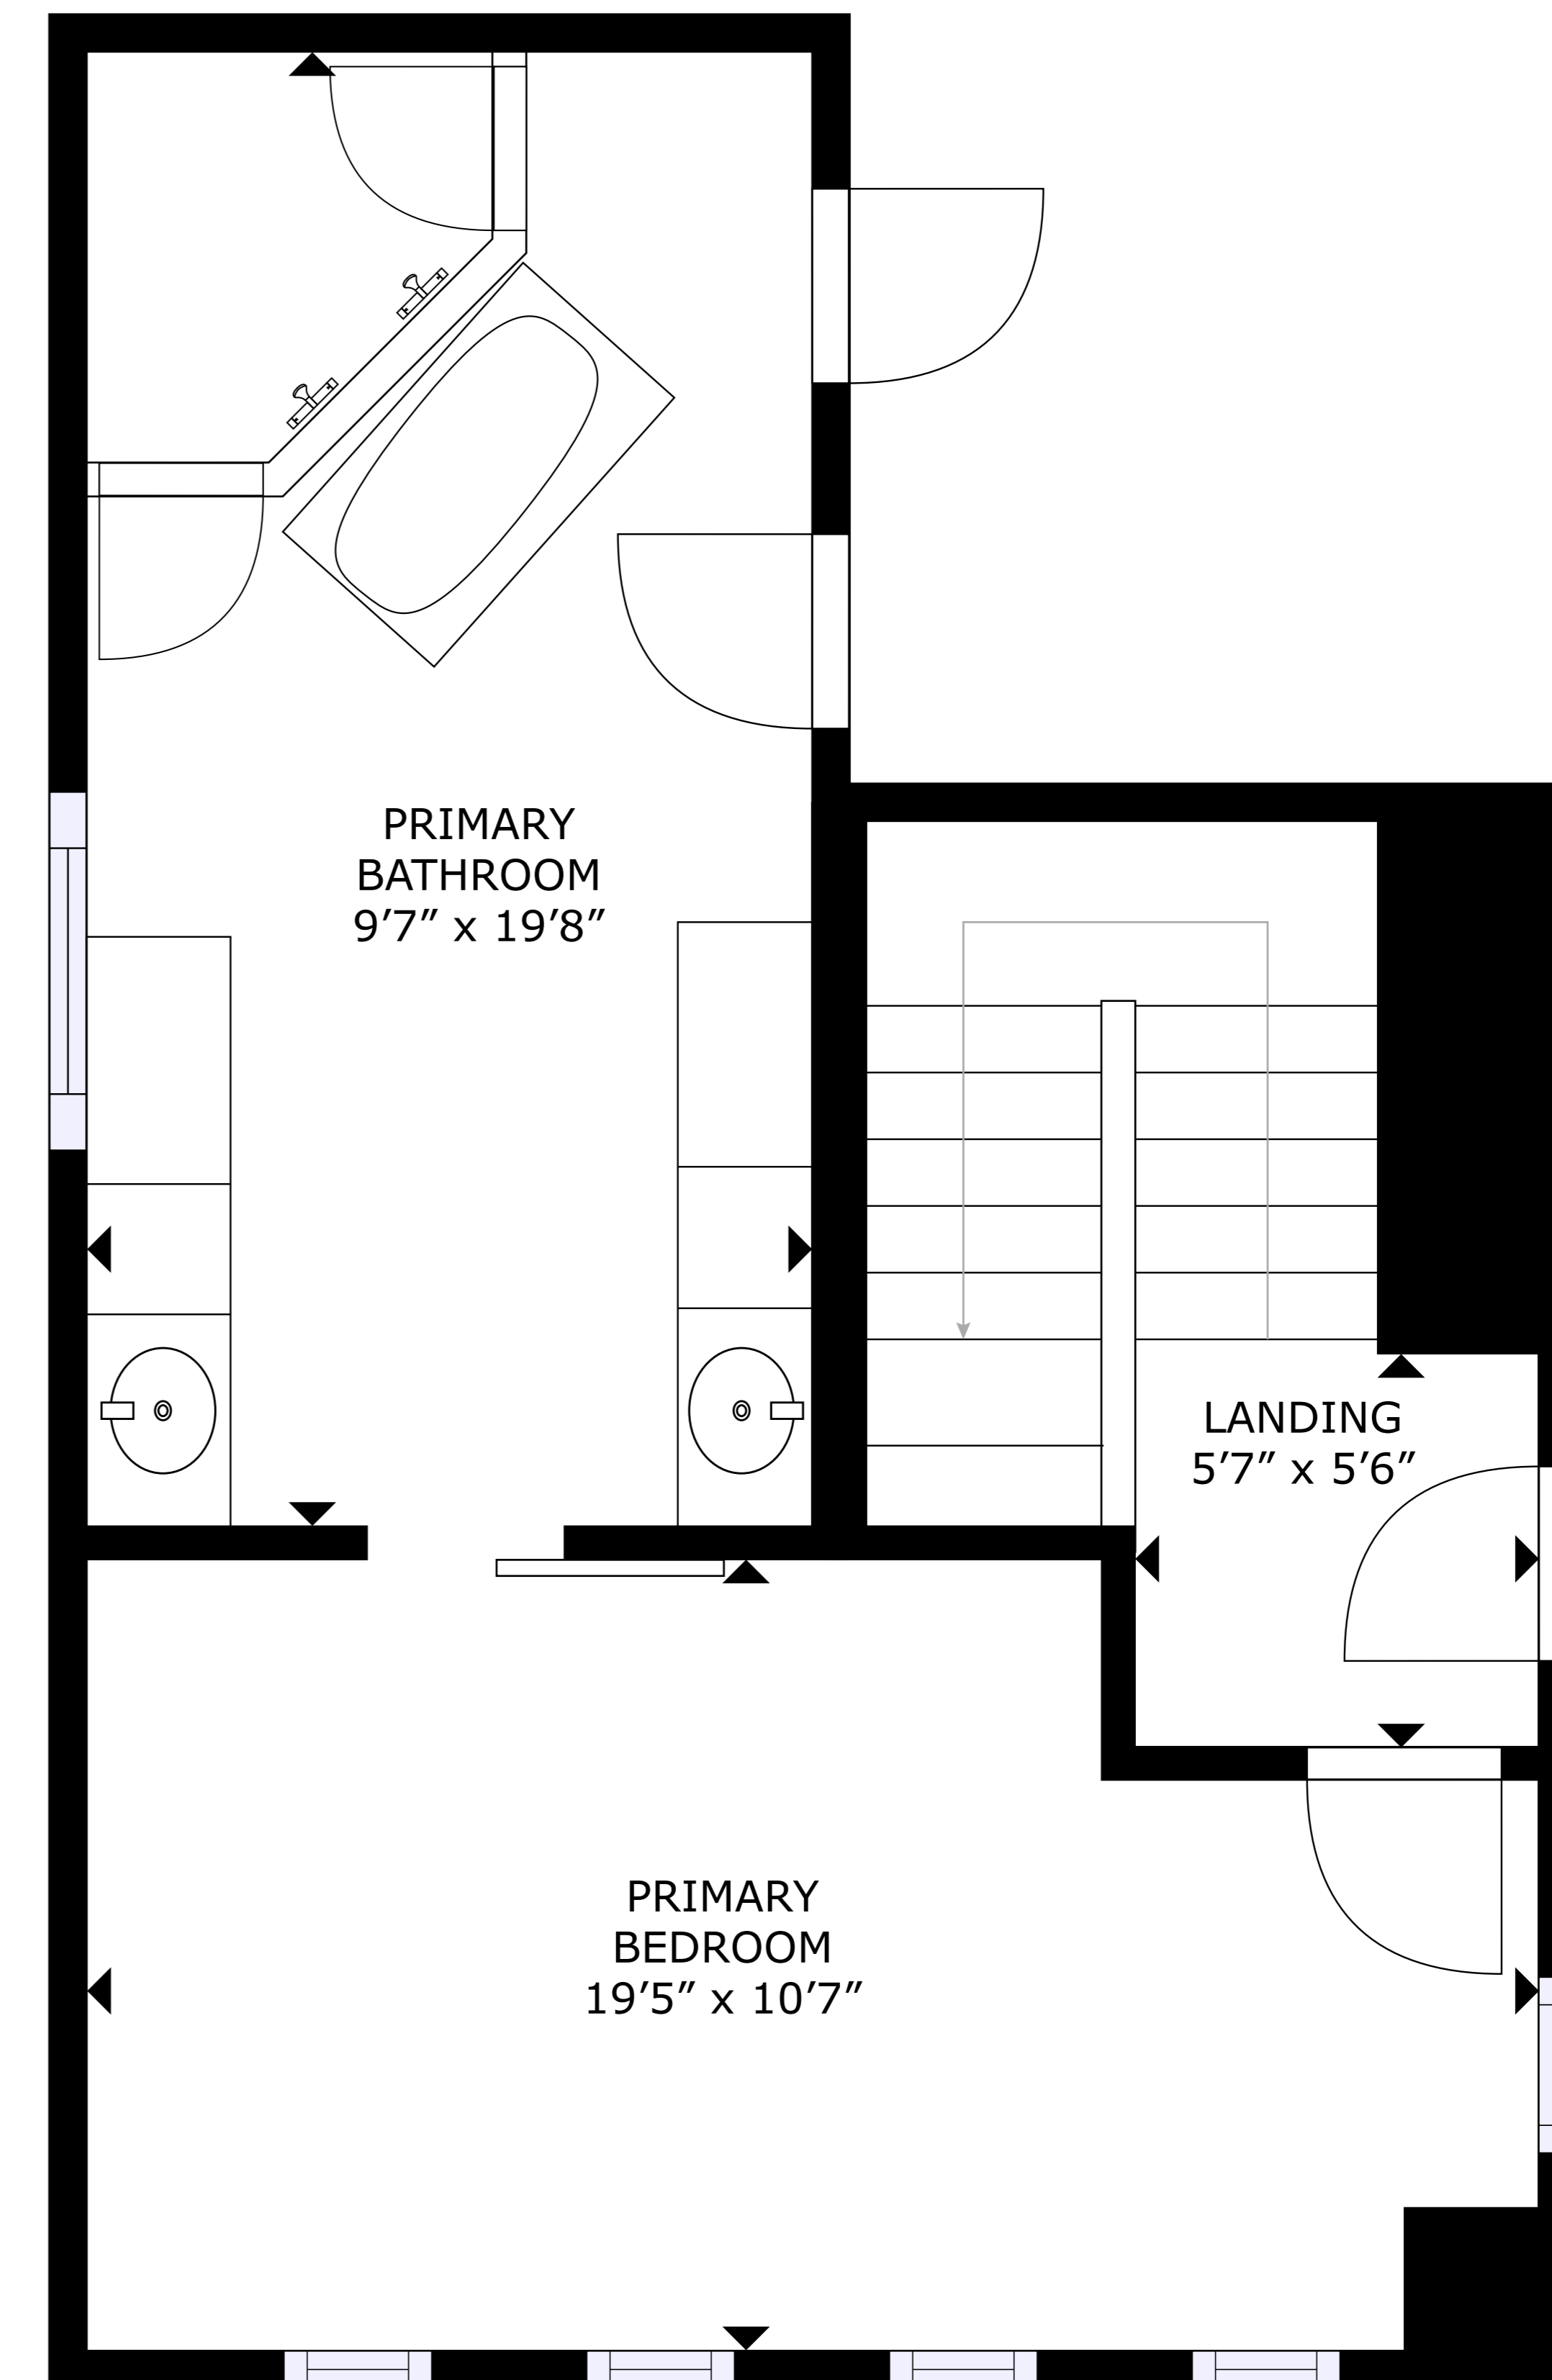 PRIMARY
BATHROOM
9′7″ x 19′8″
LANDING
5′7″ x 5′6″
PRIMARY
BEDROOM
19′5″ x 10′7″